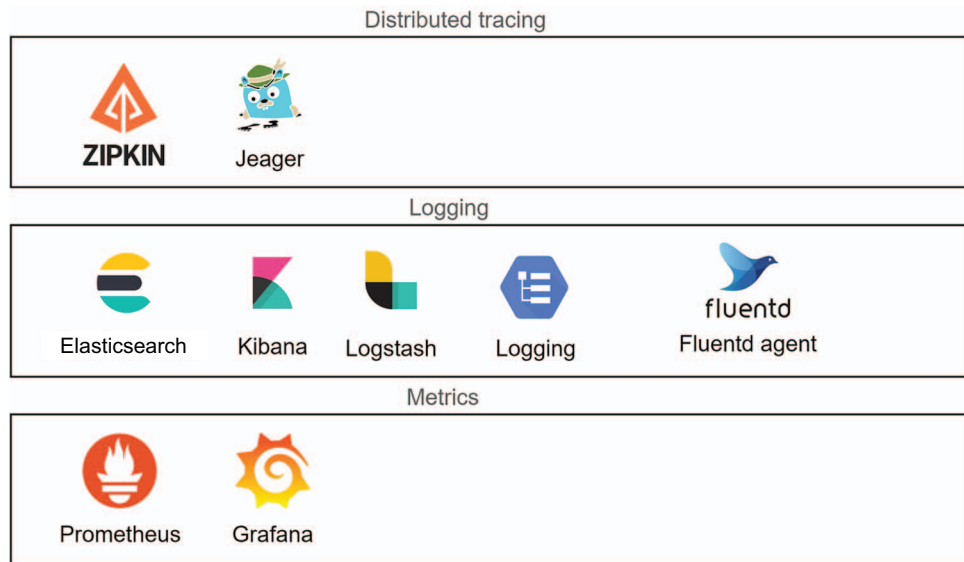 Distributed tracing
ZIPKIN
Jeager
Logging
fluentd
Elasticsearch
Kibana
Logstash
Logging
Fluentd agent
Metrics
Prometheus
Grafana